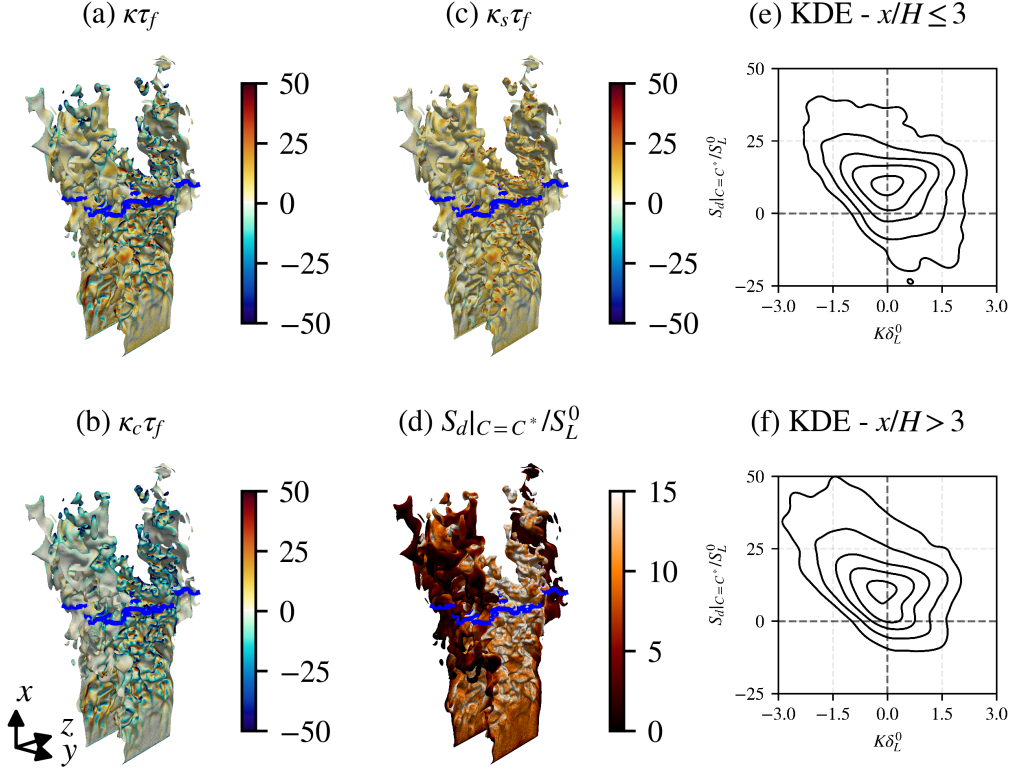 (a) κτ_f
50
25
0
−25
−50
(c) κ_sτ_f
50
25
0
−25
−50
(e) KDE - x/H ≤ 3
50
25
0
−25
−3.0 −1.5 0.0 1.5 3.0
S_d|_{C=C*}/S_L^0
Kδ_L^0
(b) κ_cτ_f
50
25
0
−25
−50
x
z
y
(d) S_d|_{C=C*}/S_L^0
15
10
5
0
(f) KDE - x/H > 3
50
25
0
−25
−3.0 −1.5 0.0 1.5 3.0
S_d|_{C=C*}/S_L^0
Kδ_L^0